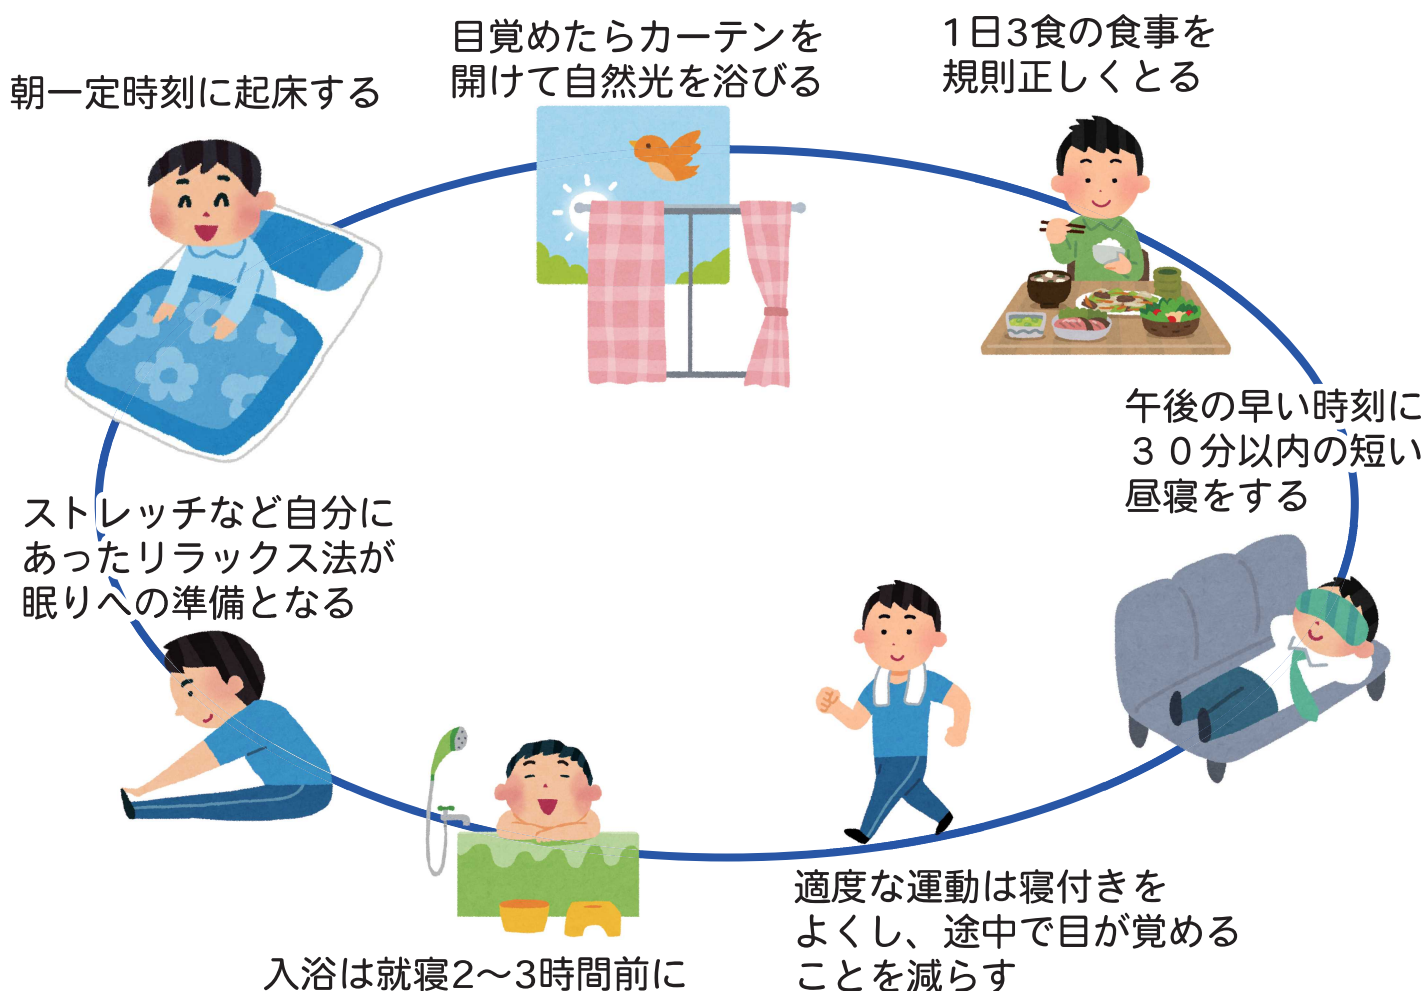 朝一定時刻に起床する
目覚めたらカーテンを
開けて自然光を浴びる
1日3食の食事を
規則正しくとる
午後の早い時刻に
３０分以内の短い
昼寝をする
適度な運動は寝付きを
よくし、途中で目が覚める
ことを減らす
入浴は就寝2～3時間前に
ストレッチなど自分に
あったリラックス法が
眠りへの準備となる